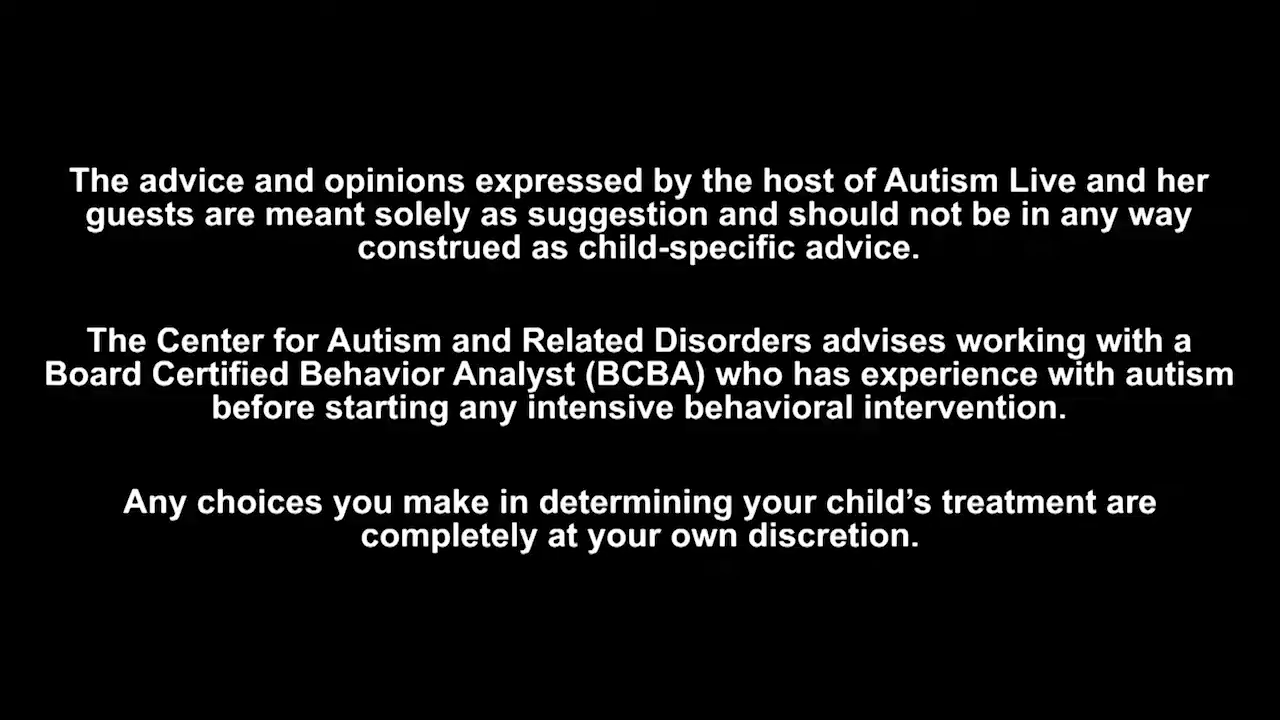 The advice and opinions expressed by the host of Autism Live and her
guests are meant solely as suggestion and should not be in any way
construed as child-specific advice.
The Center for Autism and Related Disorders advises working with a
Board Certified Behavior Analyst (BCBA) who has experience with autism
before starting any intensive behavioral intervention.
Any choices you make in determining your child’s treatment are
completely at your own discretion.